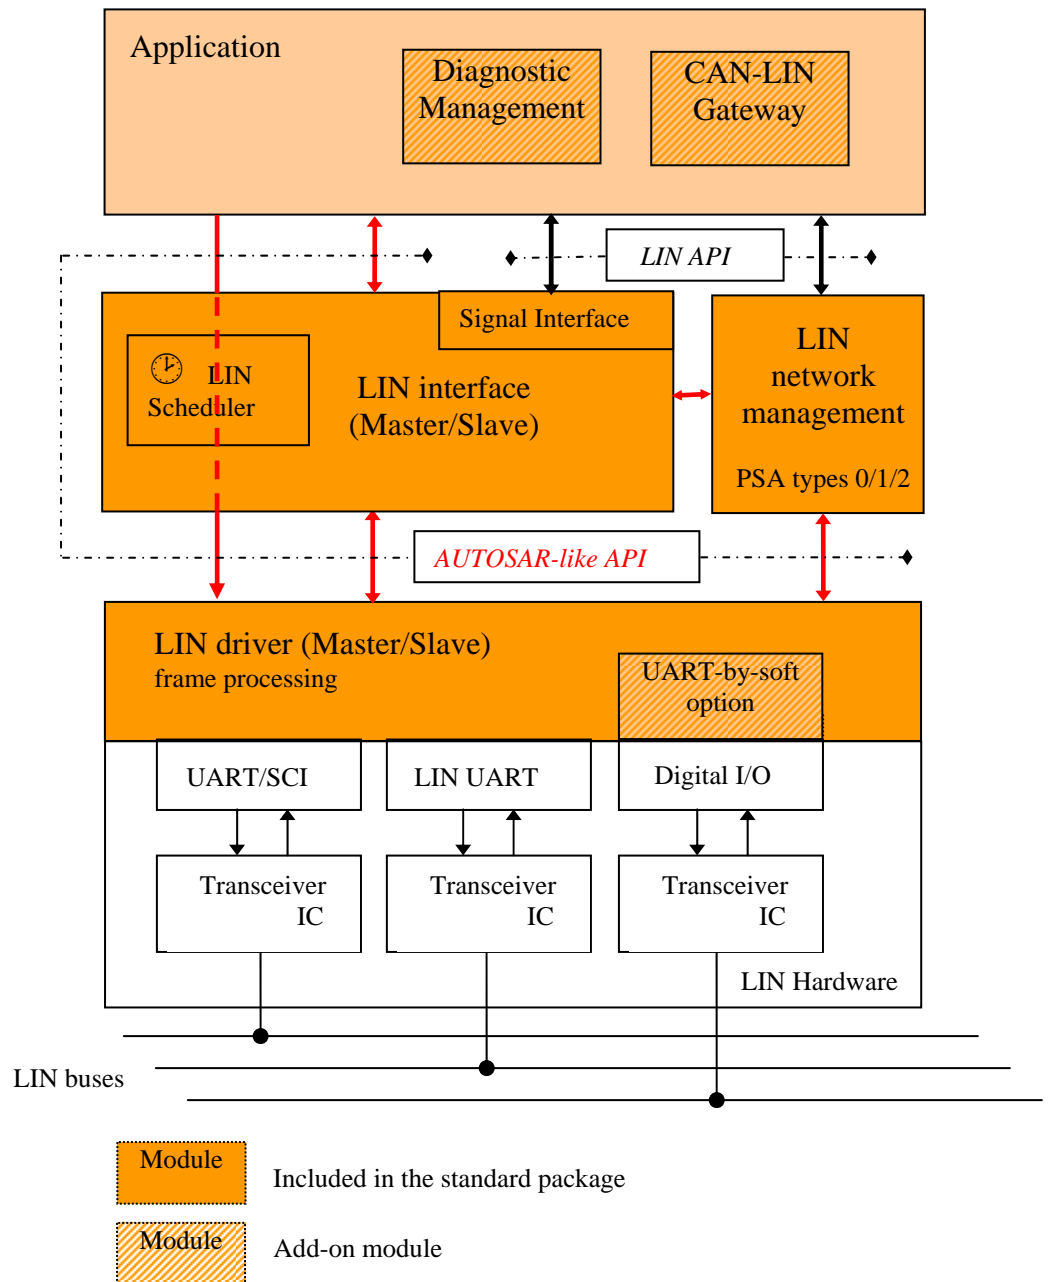 Application
Diagnostic
Management
CAN-LIN
Gateway
LIN API
Signal Interface
LIN
Scheduler
LIN interface
(Master/Slave)
LIN
network
management
PSA types 0/1/2
AUTOSAR-like API
LIN driver (Master/Slave)
frame processing
UART-by-soft
option
UART/SCI
LIN UART
Digital I/O
Transceiver
IC
Transceiver
IC
Transceiver
IC
LIN Hardware
LIN buses
Module
Included in the standard package
Module
Add-on module